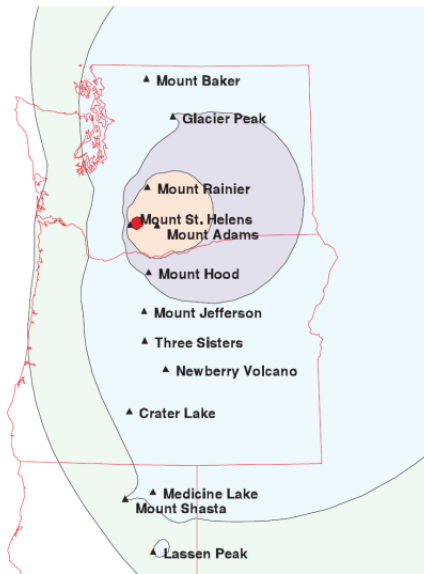 Mount Baker
Glacier Peak
Mount Rainier
Mount St. Helens
Mount Adams
Mount Hood
Mount Jefferson
Three Sisters
Newberry Volcano
Crater Lake
Medicine Lake
Mount Shasta
Lassen Peak